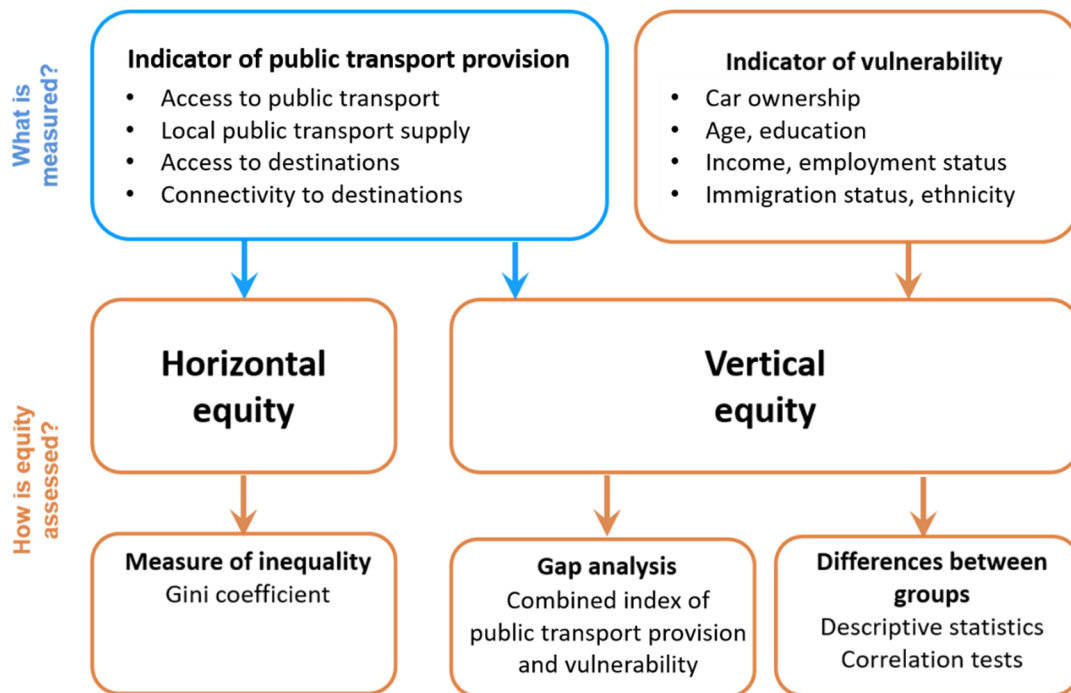 What is
measured?
Indicator of public transport provision
• Access to public transport
• Local public transport supply
• Access to destinations
• Connectivity to destinations
Indicator of vulnerability
• Car ownership
• Age, education
• Income, employment status
• Immigration status, ethnicity
How is equity
assessed?
Horizontal
equity
Vertical
equity
Measure of inequality
Gini coefficient
Gap analysis
Combined index of
public transport provision
and vulnerability
Differences between
groups
Descriptive statistics
Correlation tests